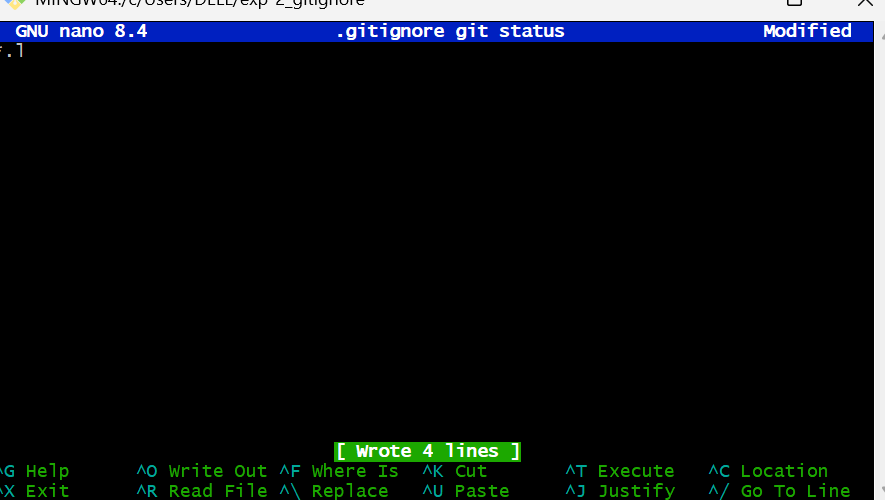 MINGW64:/c/Users/DELL/exp-2_gitignore
GNU nano 8.4 .gitignore git status Modified
*.l
[ Wrote 4 lines ]
^G Help ^O Write Out ^F Where Is ^K Cut ^T Execute ^C Location
^X Exit ^R Read File ^\ Replace ^U Paste ^J Justify ^/ Go To Line